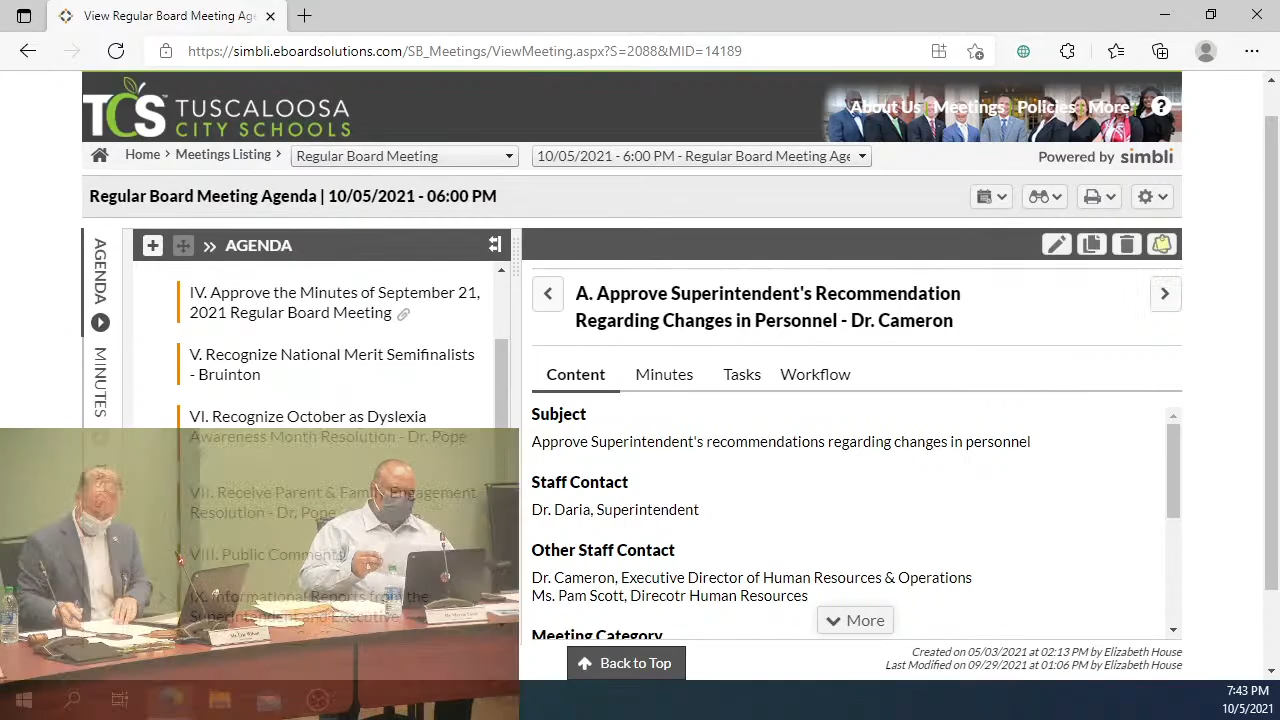 View Regular Board Meeting Age
https://simbli.eboardsolutions.com/SB_Meetings/ViewMeeting.aspx?S=2088&MID=14189
TCS TUSCALOOSA
CITY SCHOOLS
About Us Meetings Policies More
Home Meetings Listing Regular Board Meeting 10/05/2021 - 6:00 PM - Regular Board Meeting Age Powered by simbli
Regular Board Meeting Agenda | 10/05/2021 - 06:00 PM
AGENDA
MINUTES
AGENDA
IV. Approve the Minutes of September 21,
2021 Regular Board Meeting
V. Recognize National Merit Semifinalists
- Bruinton
VI. Recognize October as Dyslexia
Awareness Month Resolution - Dr. Pope
VII. Receive Parent & Family Engagement
Resolution - Dr. Pope
VIII. Public Comments
IX. Informational Reports from the
Superintendent and Executive
A. Approve Superintendent's Recommendation
Regarding Changes in Personnel - Dr. Cameron
Content Minutes Tasks Workflow
Subject
Approve Superintendent's recommendations regarding changes in personnel
Staff Contact
Dr. Daria, Superintendent
Other Staff Contact
Dr. Cameron, Executive Director of Human Resources & Operations
Ms. Pam Scott, Direcotr Human Resources
More
Meeting Category
Back to Top
Created on 05/03/2021 at 02:13 PM by Elizabeth House
Last Modified on 09/29/2021 at 01:06 PM by Elizabeth House
7:43 PM
10/5/2021